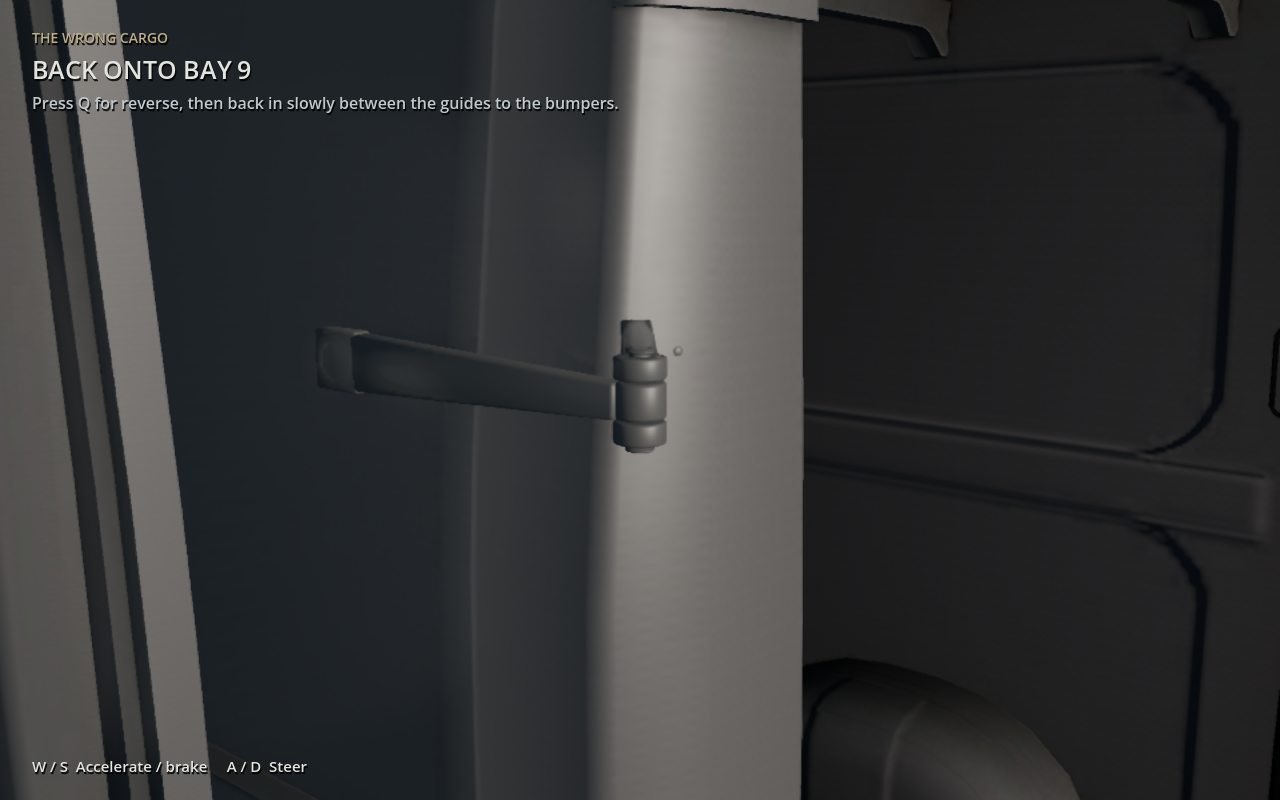 THE WRONG CARGO
BACK ONTO BAY 9
Press Q for reverse, then back in slowly between the guides to the bumpers.
W / S Accelerate / brake A / D Steer